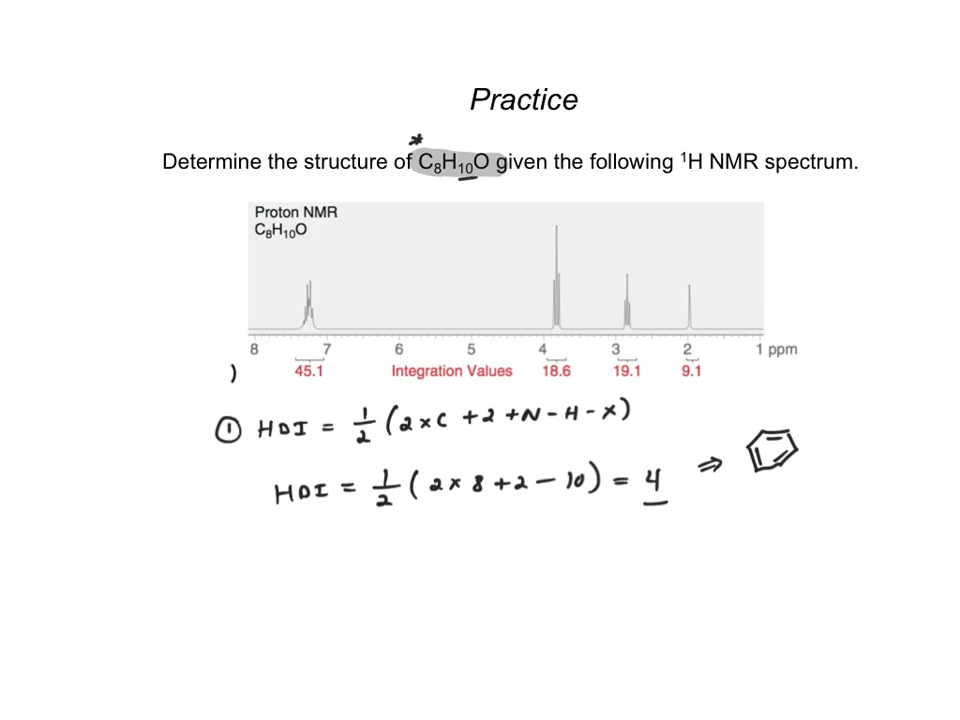 Practice
*
Determine the structure of C₈H₁₀O given the following ¹H NMR spectrum.
Proton NMR
C₈H₁₀O
8 7 6 5 4 3 2 1 ppm
) 45.1 Integration Values 18.6 19.1 9.1
① HDI = 1/2 (2×C +2 +N - H - X)
HDI = 1/2 (2× 8 +2 - 10) = 4 ⇒